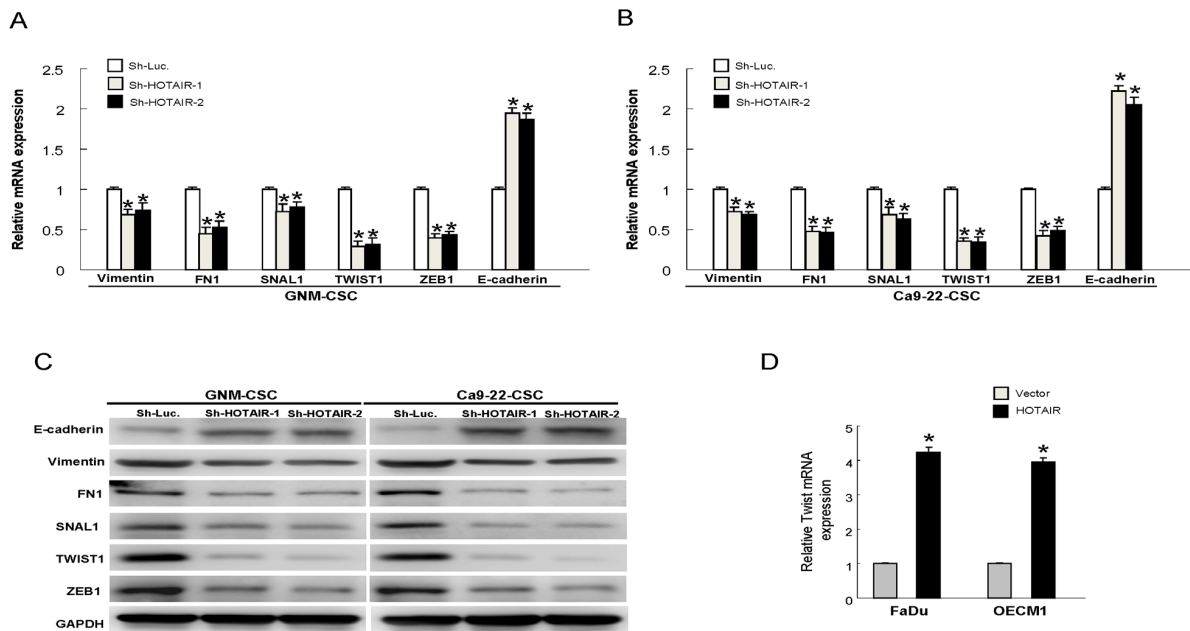 A
Sh-Luc.
Sh-HOTAIR-1
Sh-HOTAIR-2
Relative mRNA expression
2.5
2
1.5
1
0.5
0
* * * * * * * * * * * *
Vimentin FN1 SNAL1 TWIST1 ZEB1 E-cadherin
GNM-CSC
B
Sh-Luc.
Sh-HOTAIR-1
Sh-HOTAIR-2
Relative mRNA expression
2.5
2
1.5
1
0.5
0
* * * * * * * * * * * *
Vimentin FN1 SNAL1 TWIST1 ZEB1 E-cadherin
Ca9-22-CSC
C
GNM-CSC Ca9-22-CSC
Sh-Luc. Sh-HOTAIR-1 Sh-HOTAIR-2 Sh-Luc. Sh-HOTAIR-1 Sh-HOTAIR-2
E-cadherin
Vimentin
FN1
SNAL1
TWIST1
ZEB1
GAPDH
D
Vector
HOTAIR
Relative Twist mRNA
expression
5
4
3
2
1
0
* *
FaDu OECM1